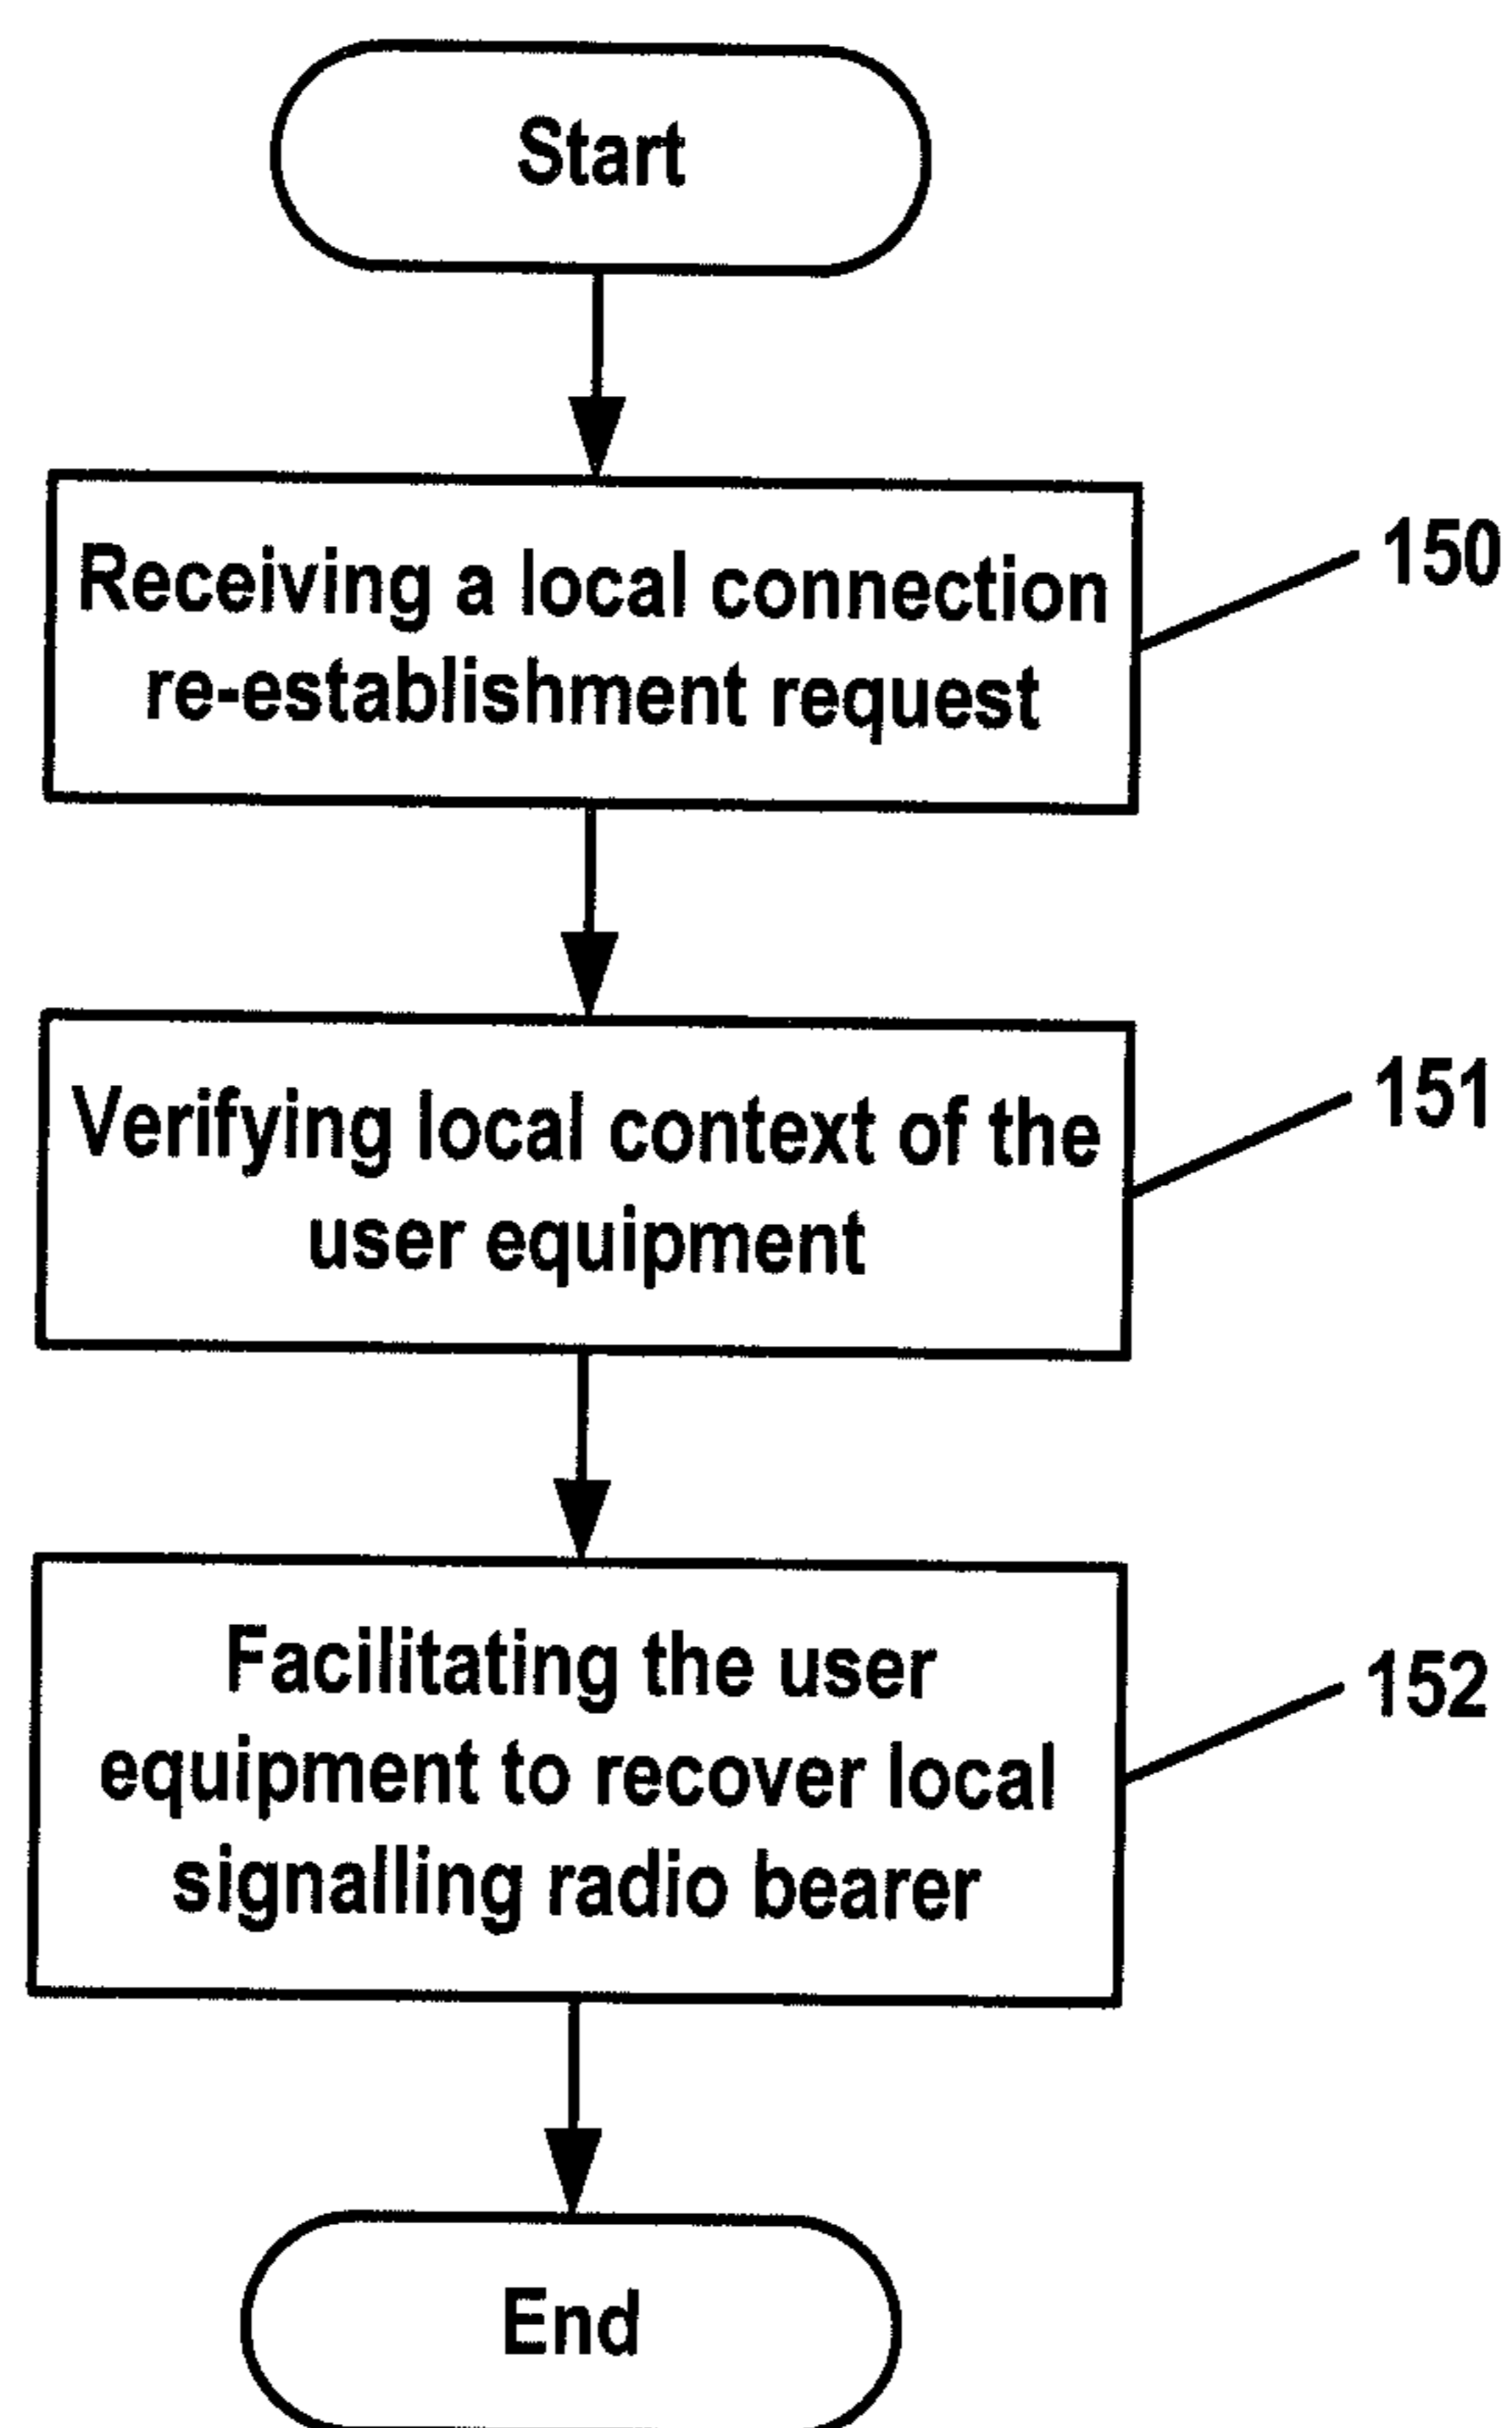 Start
Receiving a local connection
re-establishment request
150
Verifying local context of the
user equipment
151
Facilitating the user
equipment to recover local
signalling radio bearer
152
End